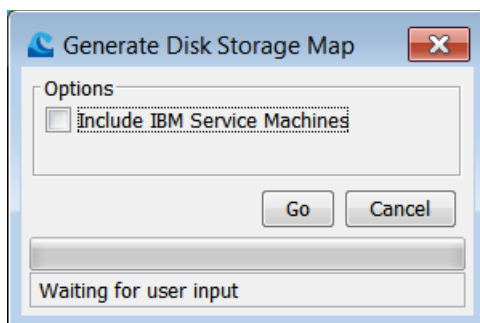 Generate Disk Storage Map
Options
Include IBM Service Machines
Go Cancel
Waiting for user input